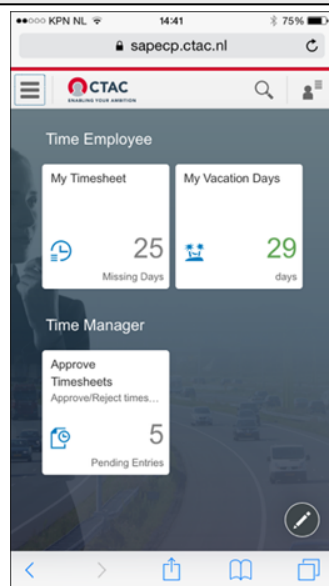 KPN NL 14:41 75%
sapecp.ctac.nl
CTAC
ENABLING YOUR AMBITION
Time Employee
My Timesheet
25
Missing Days
My Vacation Days
29
days
Time Manager
Approve
Timesheets
Approve/Reject times...
5
Pending Entries